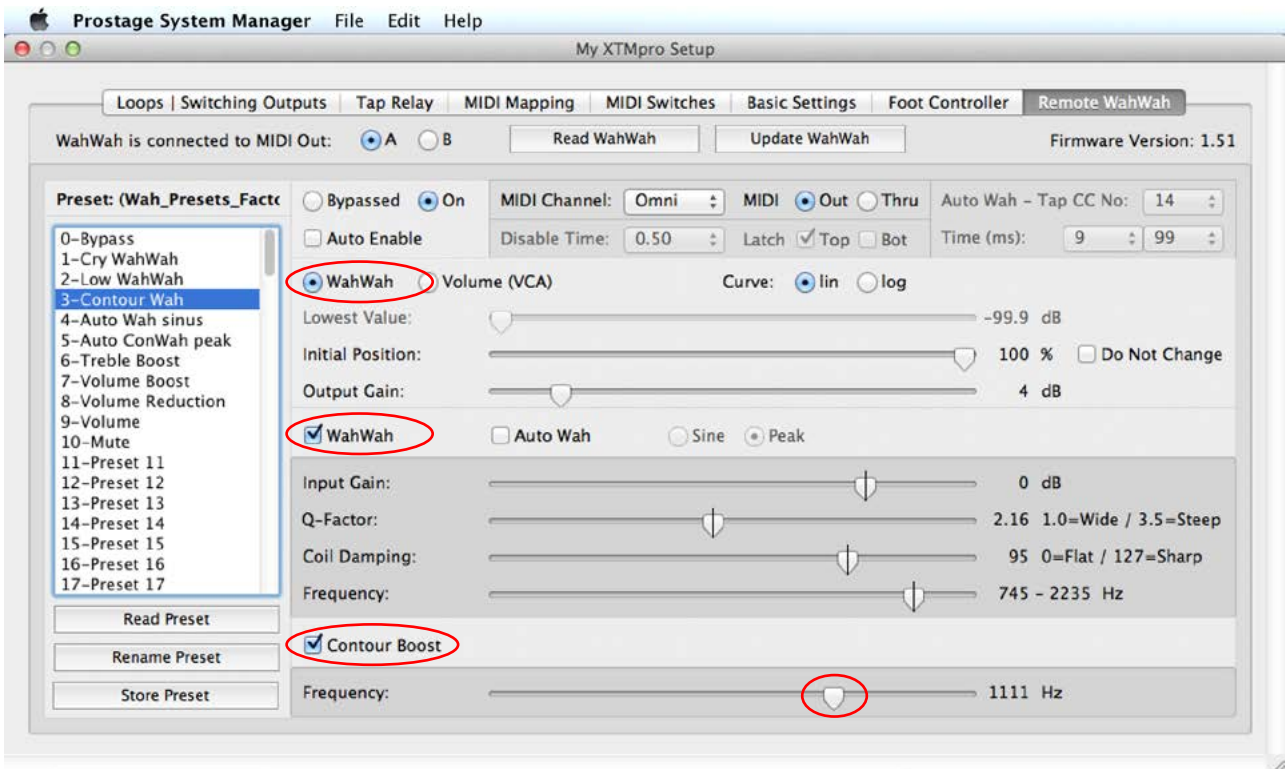 Prostage System Manager File Edit Help
My XTMpro Setup
Loops | Switching Outputs Tap Relay MIDI Mapping MIDI Switches Basic Settings Foot Controller Remote WahWah
WahWah is connected to MIDI Out: A B Read WahWah Update WahWah Firmware Version: 1.51
Preset: (Wah_Presets_Factc
0-Bypass
1-Cry WahWah
2-Low WahWah
3-Contour Wah
4-Auto Wah sinus
5-Auto ConWah peak
6-Treble Boost
7-Volume Boost
8-Volume Reduction
9-Volume
10-Mute
11-Preset 11
12-Preset 12
13-Preset 13
14-Preset 14
15-Preset 15
16-Preset 16
17-Preset 17
Read Preset
Rename Preset
Store Preset
Bypassed On MIDI Channel: Omni MIDI Out Thru Auto Wah - Tap CC No: 14
Auto Enable Disable Time: 0.50 Latch Top Bot Time (ms): 9 99
WahWah Volume (VCA) Curve: lin log
Lowest Value: -99.9 dB
Initial Position: 100 % Do Not Change
Output Gain: 4 dB
WahWah Auto Wah Sine Peak
Input Gain: 0 dB
Q-Factor: 2.16 1.0=Wide / 3.5=Steep
Coil Damping: 95 0=Flat / 127=Sharp
Frequency: 745 - 2235 Hz
Contour Boost
Frequency: 1111 Hz